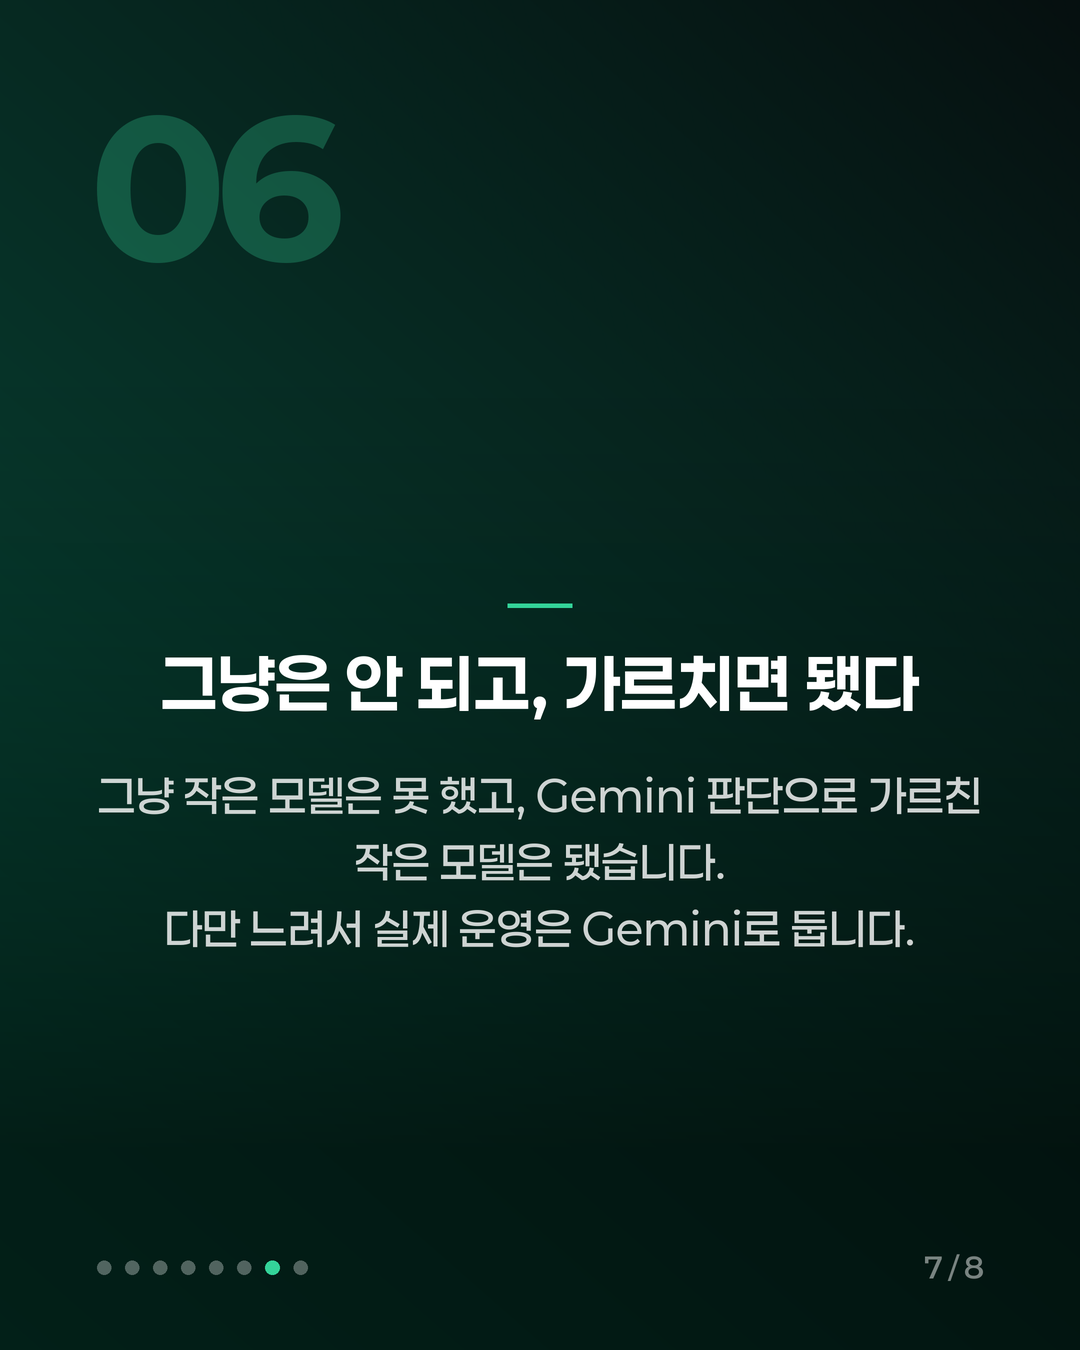 06
그냥은 안 되고, 가르치면 됐다
그냥 작은 모델은 못 했고, Gemini 판단으로 가르친
작은 모델은 됐습니다.
다만 느려서 실제 운영은 Gemini로 둡니다.
7/8